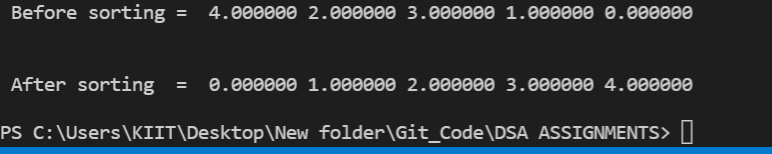 Before sorting =  4.000000 2.000000 3.000000 1.000000 0.000000
After sorting  =  0.000000 1.000000 2.000000 3.000000 4.000000
PS C:\Users\KIIT\Desktop\New folder\Git_Code\DSA ASSIGNMENTS>